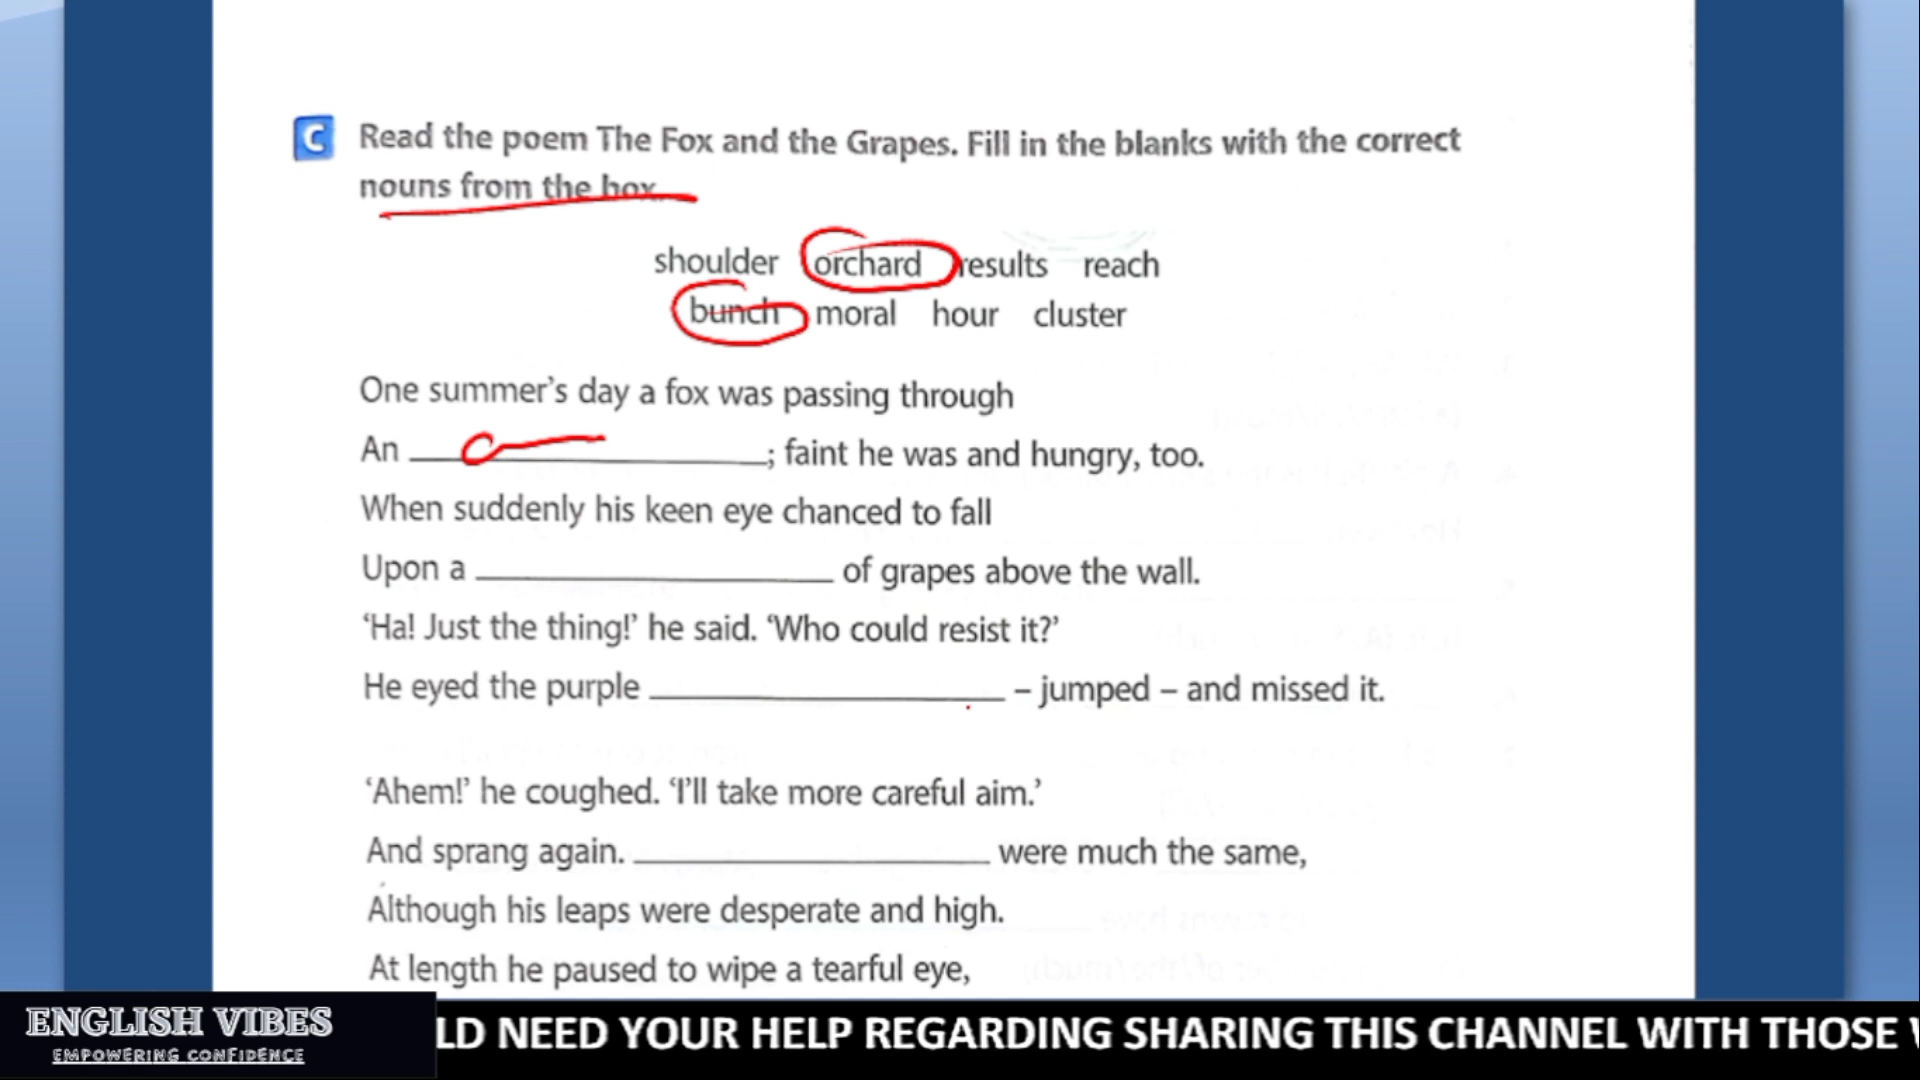 C Read the poem The Fox and the Grapes. Fill in the blanks with the correct
nouns from the box.
shoulder orchard results reach
bunch moral hour cluster
One summer's day a fox was passing through
An ____________; faint he was and hungry, too.
When suddenly his keen eye chanced to fall
Upon a ____________ of grapes above the wall.
‘Ha! Just the thing!’ he said. ‘Who could resist it?’
He eyed the purple ____________ – jumped – and missed it.
‘Ahem!’ he coughed. ‘I’ll take more careful aim.’
And sprang again. ____________ were much the same,
Although his leaps were desperate and high.
At length he paused to wipe a tearful eye,
ENGLISH VIBES
EMPOWERING CONFIDENCE
LD NEED YOUR HELP REGARDING SHARING THIS CHANNEL WITH THOSE